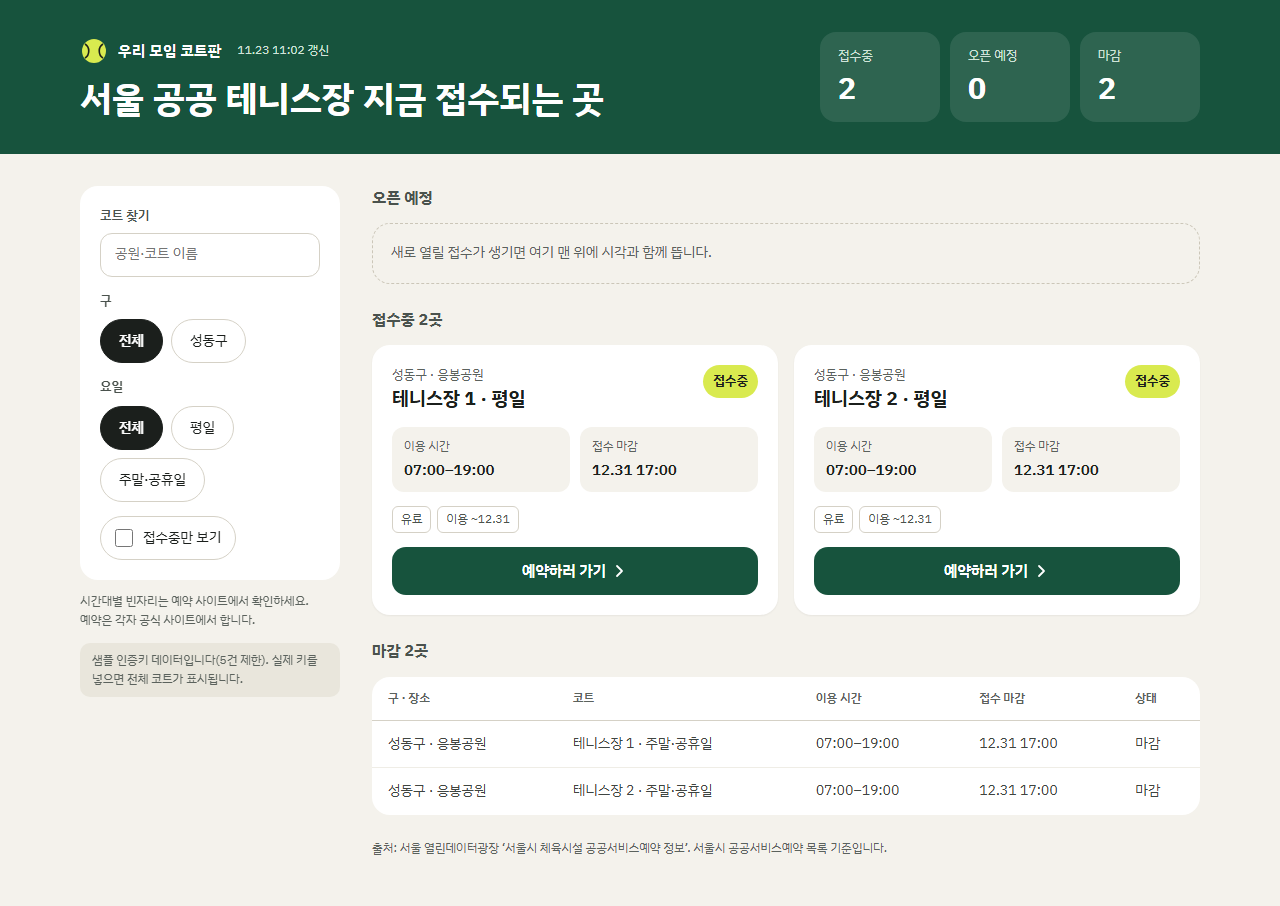 우리 모임 코트판 11.23 11:02 갱신
서울 공공 테니스장 지금 접수되는 곳
접수중
2
오픈 예정
0
마감
2
코트 찾기
공원·코트 이름
구
전체
성동구
요일
전체
평일
주말·공휴일
접수중만 보기
시간대별 빈자리는 예약 사이트에서 확인하세요.
예약은 각자 공식 사이트에서 합니다.
샘플 인증키 데이터입니다(5건 제한). 실제 키를
넣으면 전체 코트가 표시됩니다.
오픈 예정
새로 열릴 접수가 생기면 여기 맨 위에 시각과 함께 뜹니다.
접수중 2곳
성동구 · 응봉공원
테니스장 1 · 평일
접수중
이용 시간
07:00–19:00
접수 마감
12.31 17:00
유료
이용 ~12.31
예약하러 가기
성동구 · 응봉공원
테니스장 2 · 평일
접수중
이용 시간
07:00–19:00
접수 마감
12.31 17:00
유료
이용 ~12.31
예약하러 가기
마감 2곳
구 · 장소 코트 이용 시간 접수 마감 상태
성동구 · 응봉공원 테니스장 1 · 주말·공휴일 07:00–19:00 12.31 17:00 마감
성동구 · 응봉공원 테니스장 2 · 주말·공휴일 07:00–19:00 12.31 17:00 마감
출처: 서울 열린데이터광장 ‘서울시 체육시설 공공서비스예약 정보’. 서울시 공공서비스예약 목록 기준입니다.